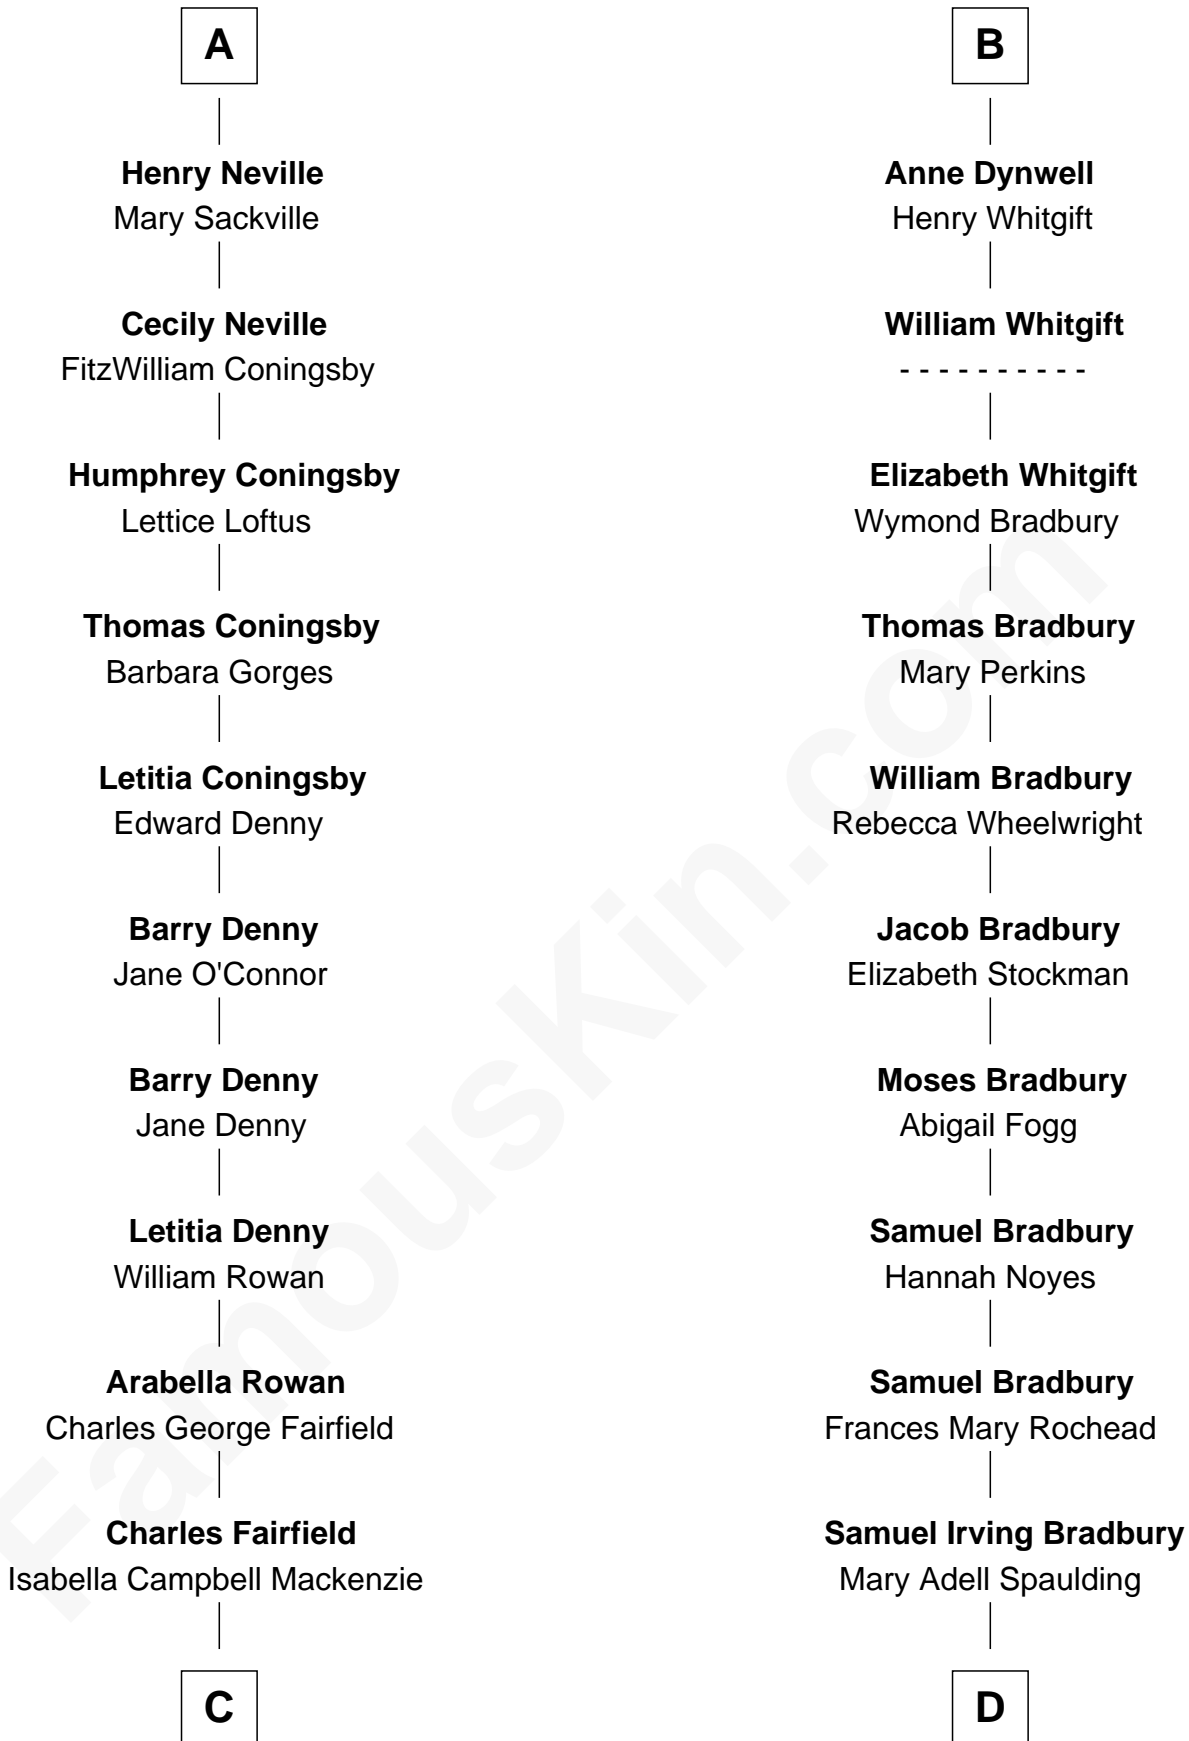 A
Henry Neville
Mary Sackville
Cecily Neville
FitzWilliam Coningsby
Humphrey Coningsby
Lettice Loftus
Thomas Coningsby
Barbara Gorges
Letitia Coningsby
Edward Denny
Barry Denny
Jane O'Connor
Barry Denny
Jane Denny
Letitia Denny
William Rowan
Arabella Rowan
Charles George Fairfield
Charles Fairfield
Isabella Campbell Mackenzie
C
B
Anne Dynwell
Henry Whitgift
William Whitgift
- - - - - - - - - -
Elizabeth Whitgift
Wymond Bradbury
Thomas Bradbury
Mary Perkins
William Bradbury
Rebecca Wheelwright
Jacob Bradbury
Elizabeth Stockman
Moses Bradbury
Abigail Fogg
Samuel Bradbury
Hannah Noyes
Samuel Bradbury
Frances Mary Rochead
Samuel Irving Bradbury
Mary Adell Spaulding
D
FamousKin.com